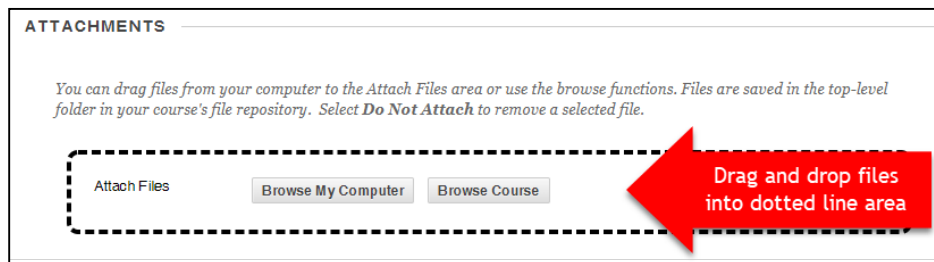 ATTACHMENTS
You can drag files from your computer to the Attach Files area or use the browse functions. Files are saved in the top-level
folder in your course's file repository.  Select Do Not Attach to remove a selected file.
Attach Files
Browse My Computer
Browse Course
Drag and drop files
into dotted line area